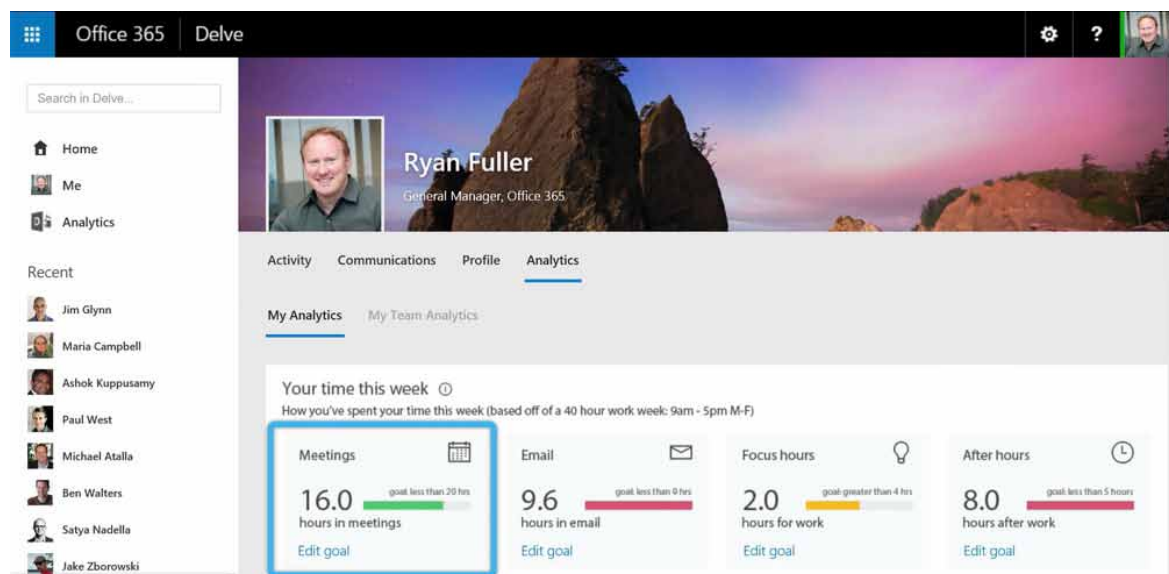 Office 365 Delve
Search in Delve...
Home
Me
Analytics
Recent
Jim Glynn
Maria Campbell
Ashok Kuppusamy
Paul West
Michael Atalla
Ben Walters
Satya Nadella
Jake Zborowski
Ryan Fuller
General Manager, Office 365
Activity Communications Profile Analytics
My Analytics My Team Analytics
Your time this week
How you've spent your time this week (based off of a 40 hour work week: 9am - 5pm M-F)
Meetings
16.0 goal: less than 20 hrs
hours in meetings
Edit goal
Email
9.6 goal: less than 9 hrs
hours in email
Edit goal
Focus hours
2.0 goal: greater than 4 hrs
hours for work
Edit goal
After hours
8.0 goal: less than 5 hours
hours after work
Edit goal